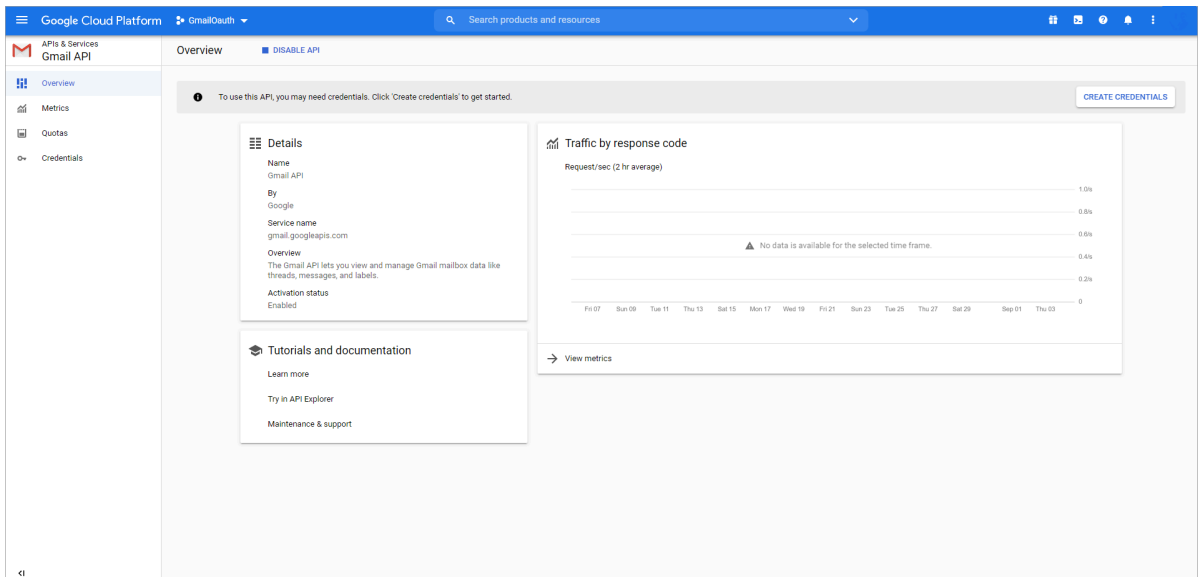 Google Cloud Platform
GmailOauth
Search products and resources
APIs & Services
Gmail API
Overview
DISABLE API
Overview
Metrics
Quotas
Credentials
To use this API, you may need credentials. Click 'Create credentials' to get started.
CREATE CREDENTIALS
Details
Name
Gmail API
By
Google
Service name
gmail.googleapis.com
Overview
The Gmail API lets you view and manage Gmail mailbox data like
threads, messages, and labels.
Activation status
Enabled
Tutorials and documentation
Learn more
Try in API Explorer
Maintenance & support
Traffic by response code
Request/sec (2 hr average)
1.0/s
0.8/s
0.6/s
No data is available for the selected time frame.
0.4/s
0.2/s
0
Fri 07 Sun 09 Tue 11 Thu 13 Sat 15 Mon 17 Wed 19 Fri 21 Sun 23 Tue 25 Thu 27 Sat 29 Sep 01 Thu 03
View metrics